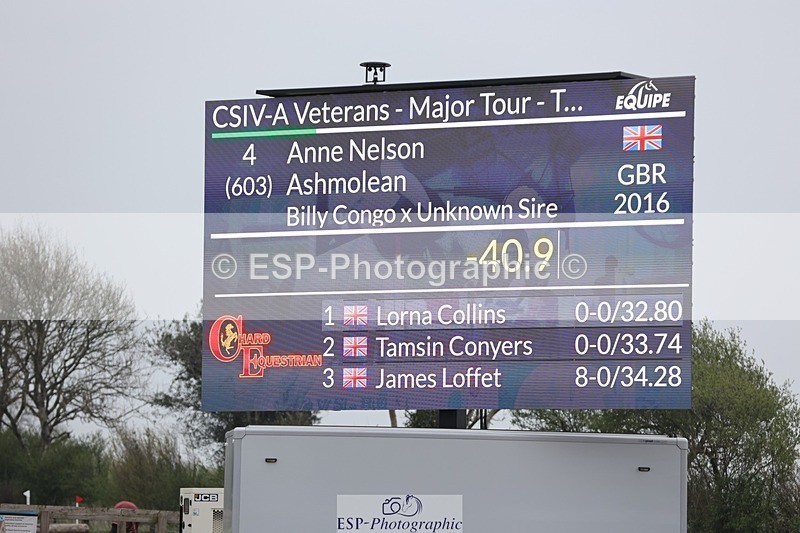 CSIV-A Veterans - Major Tour - T...
EQUIPE
4 Anne Nelson
(603) Ashmolean GBR
Billy Congo x Unknown Sire 2016
-40.9
© ESP-Photographic ©
1 Lorna Collins 0-0/32.80
2 Tamsin Conyers 0-0/33.74
3 James Loffet 8-0/34.28
CHARD
EQUESTRIAN
JCB
ESP-Photographic